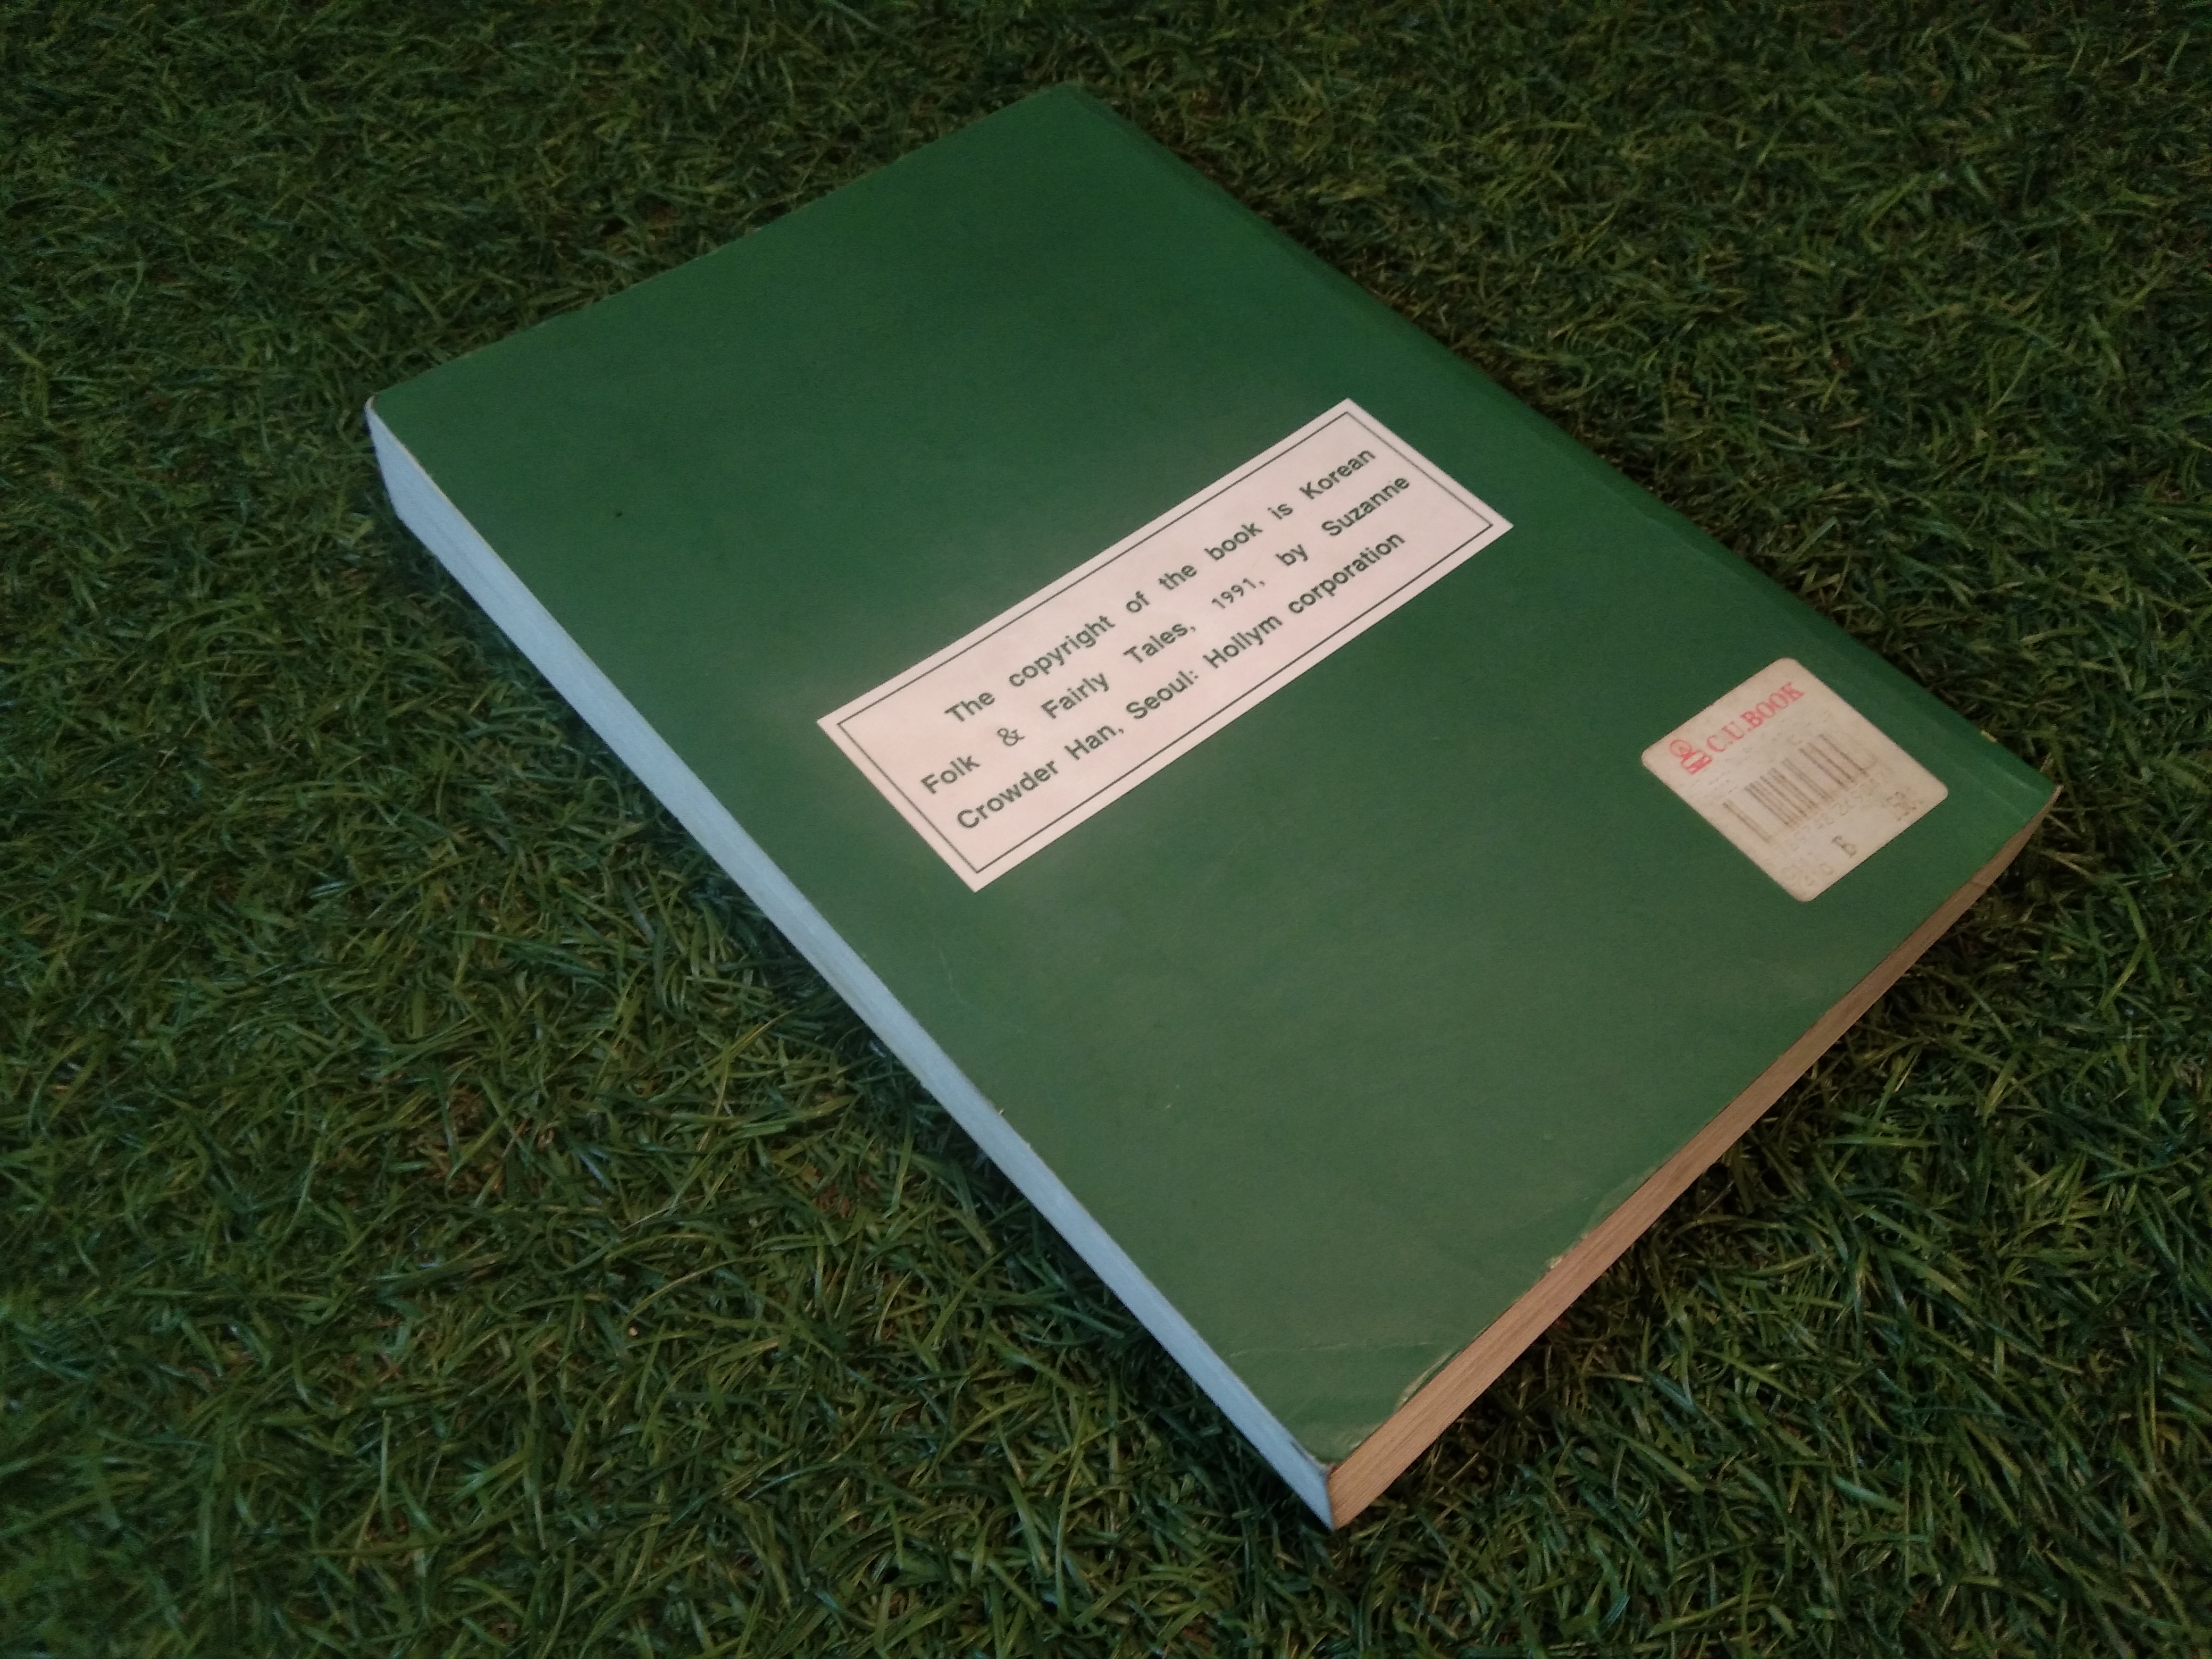 The copyright of the book is Korean
Folk & Fairly Tales, 1991, by Suzanne
Crowder Han, Seoul: Hollym corporation
C.U.BOOK
B